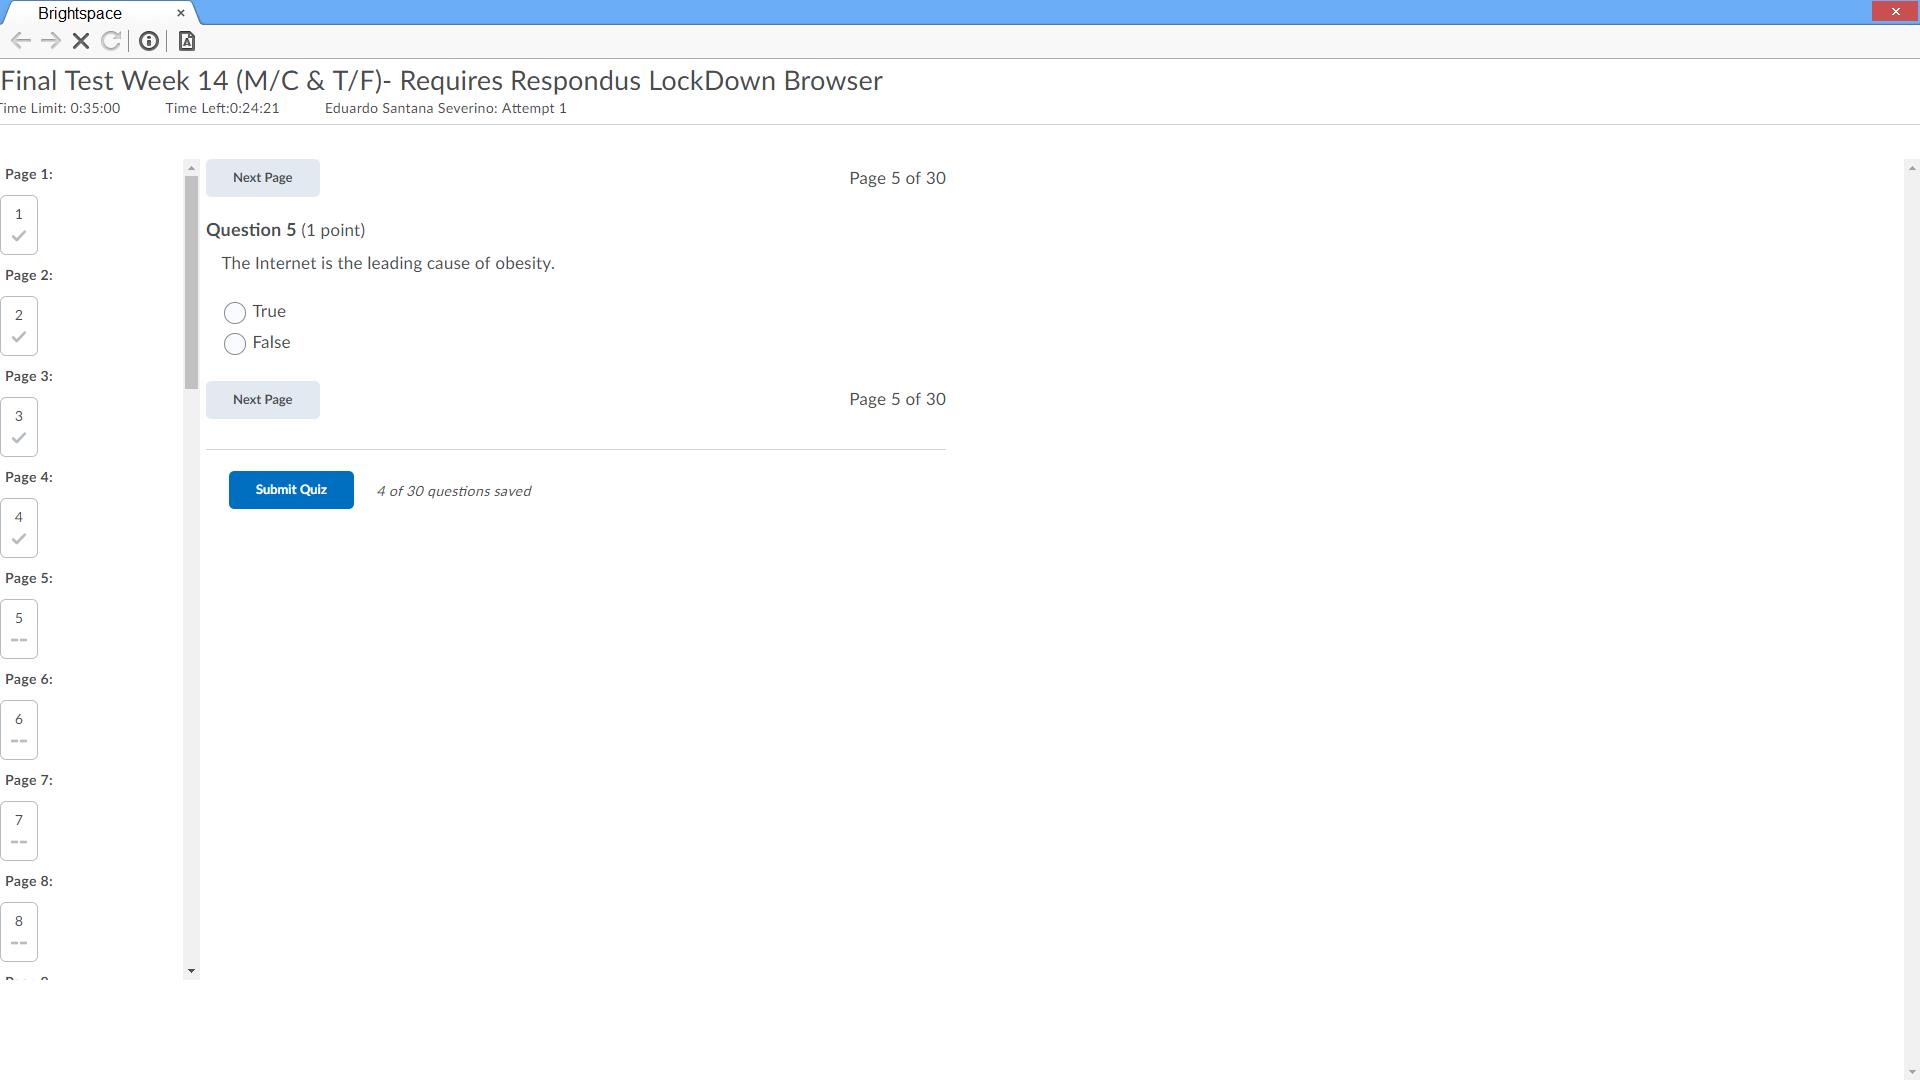 Brightspace
Final Test Week 14 (M/C & T/F)- Requires Respondus LockDown Browser
Time Limit: 0:35:00 Time Left:0:24:21 Eduardo Santana Severino: Attempt 1
Page 1:
1
Page 2:
2
Page 3:
3
Page 4:
4
Page 5:
5
--
Page 6:
6
--
Page 7:
7
--
Page 8:
8
--
Next Page Page 5 of 30
Question 5 (1 point)
The Internet is the leading cause of obesity.
True
False
Next Page Page 5 of 30
Submit Quiz 4 of 30 questions saved